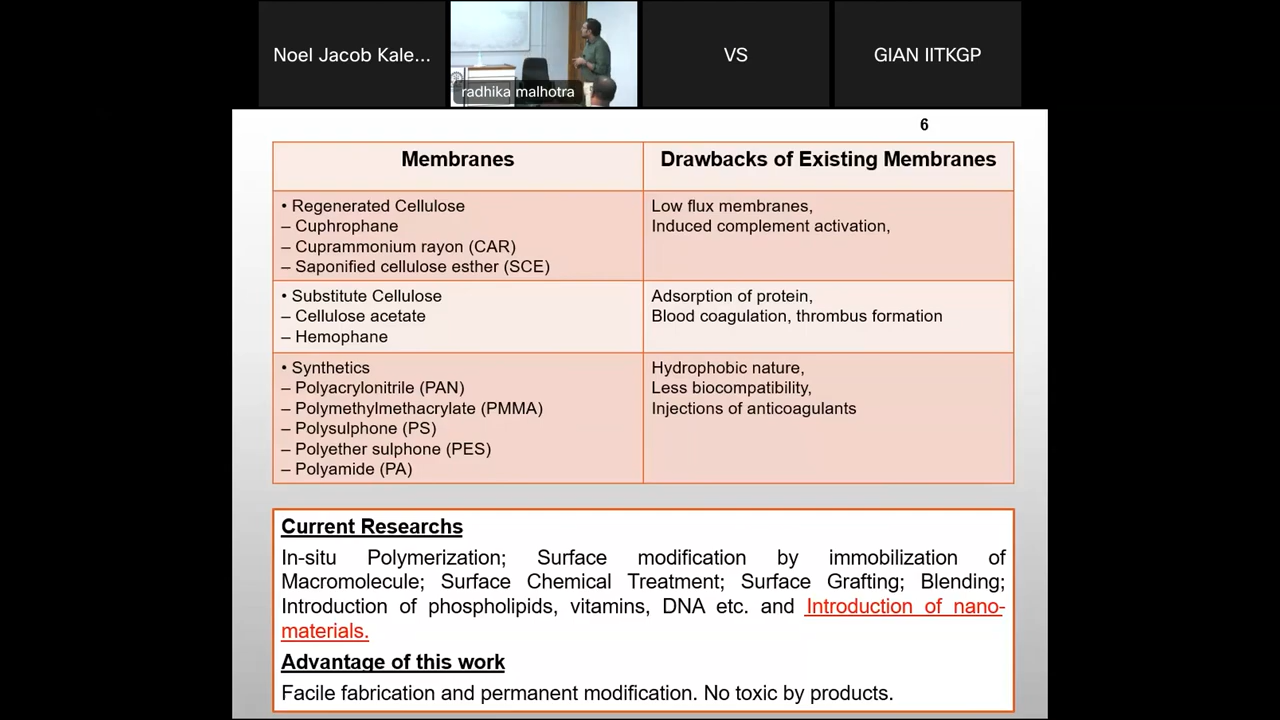 Noel Jacob Kale...
radhika malhotra
VS
GIAN IITKGP
6
Membranes
Drawbacks of Existing Membranes
• Regenerated Cellulose
– Cuphrophane
– Cuprammonium rayon (CAR)
– Saponified cellulose esther (SCE)
Low flux membranes,
Induced complement activation,
• Substitute Cellulose
– Cellulose acetate
– Hemophane
Adsorption of protein,
Blood coagulation, thrombus formation
• Synthetics
– Polyacrylonitrile (PAN)
– Polymethylmethacrylate (PMMA)
– Polysulphone (PS)
– Polyether sulphone (PES)
– Polyamide (PA)
Hydrophobic nature,
Less biocompatibility,
Injections of anticoagulants
Current Researchs
In-situ Polymerization; Surface modification by immobilization of
Macromolecule; Surface Chemical Treatment; Surface Grafting; Blending;
Introduction of phospholipids, vitamins, DNA etc. and Introduction of nano-
materials.
Advantage of this work
Facile fabrication and permanent modification. No toxic by products.